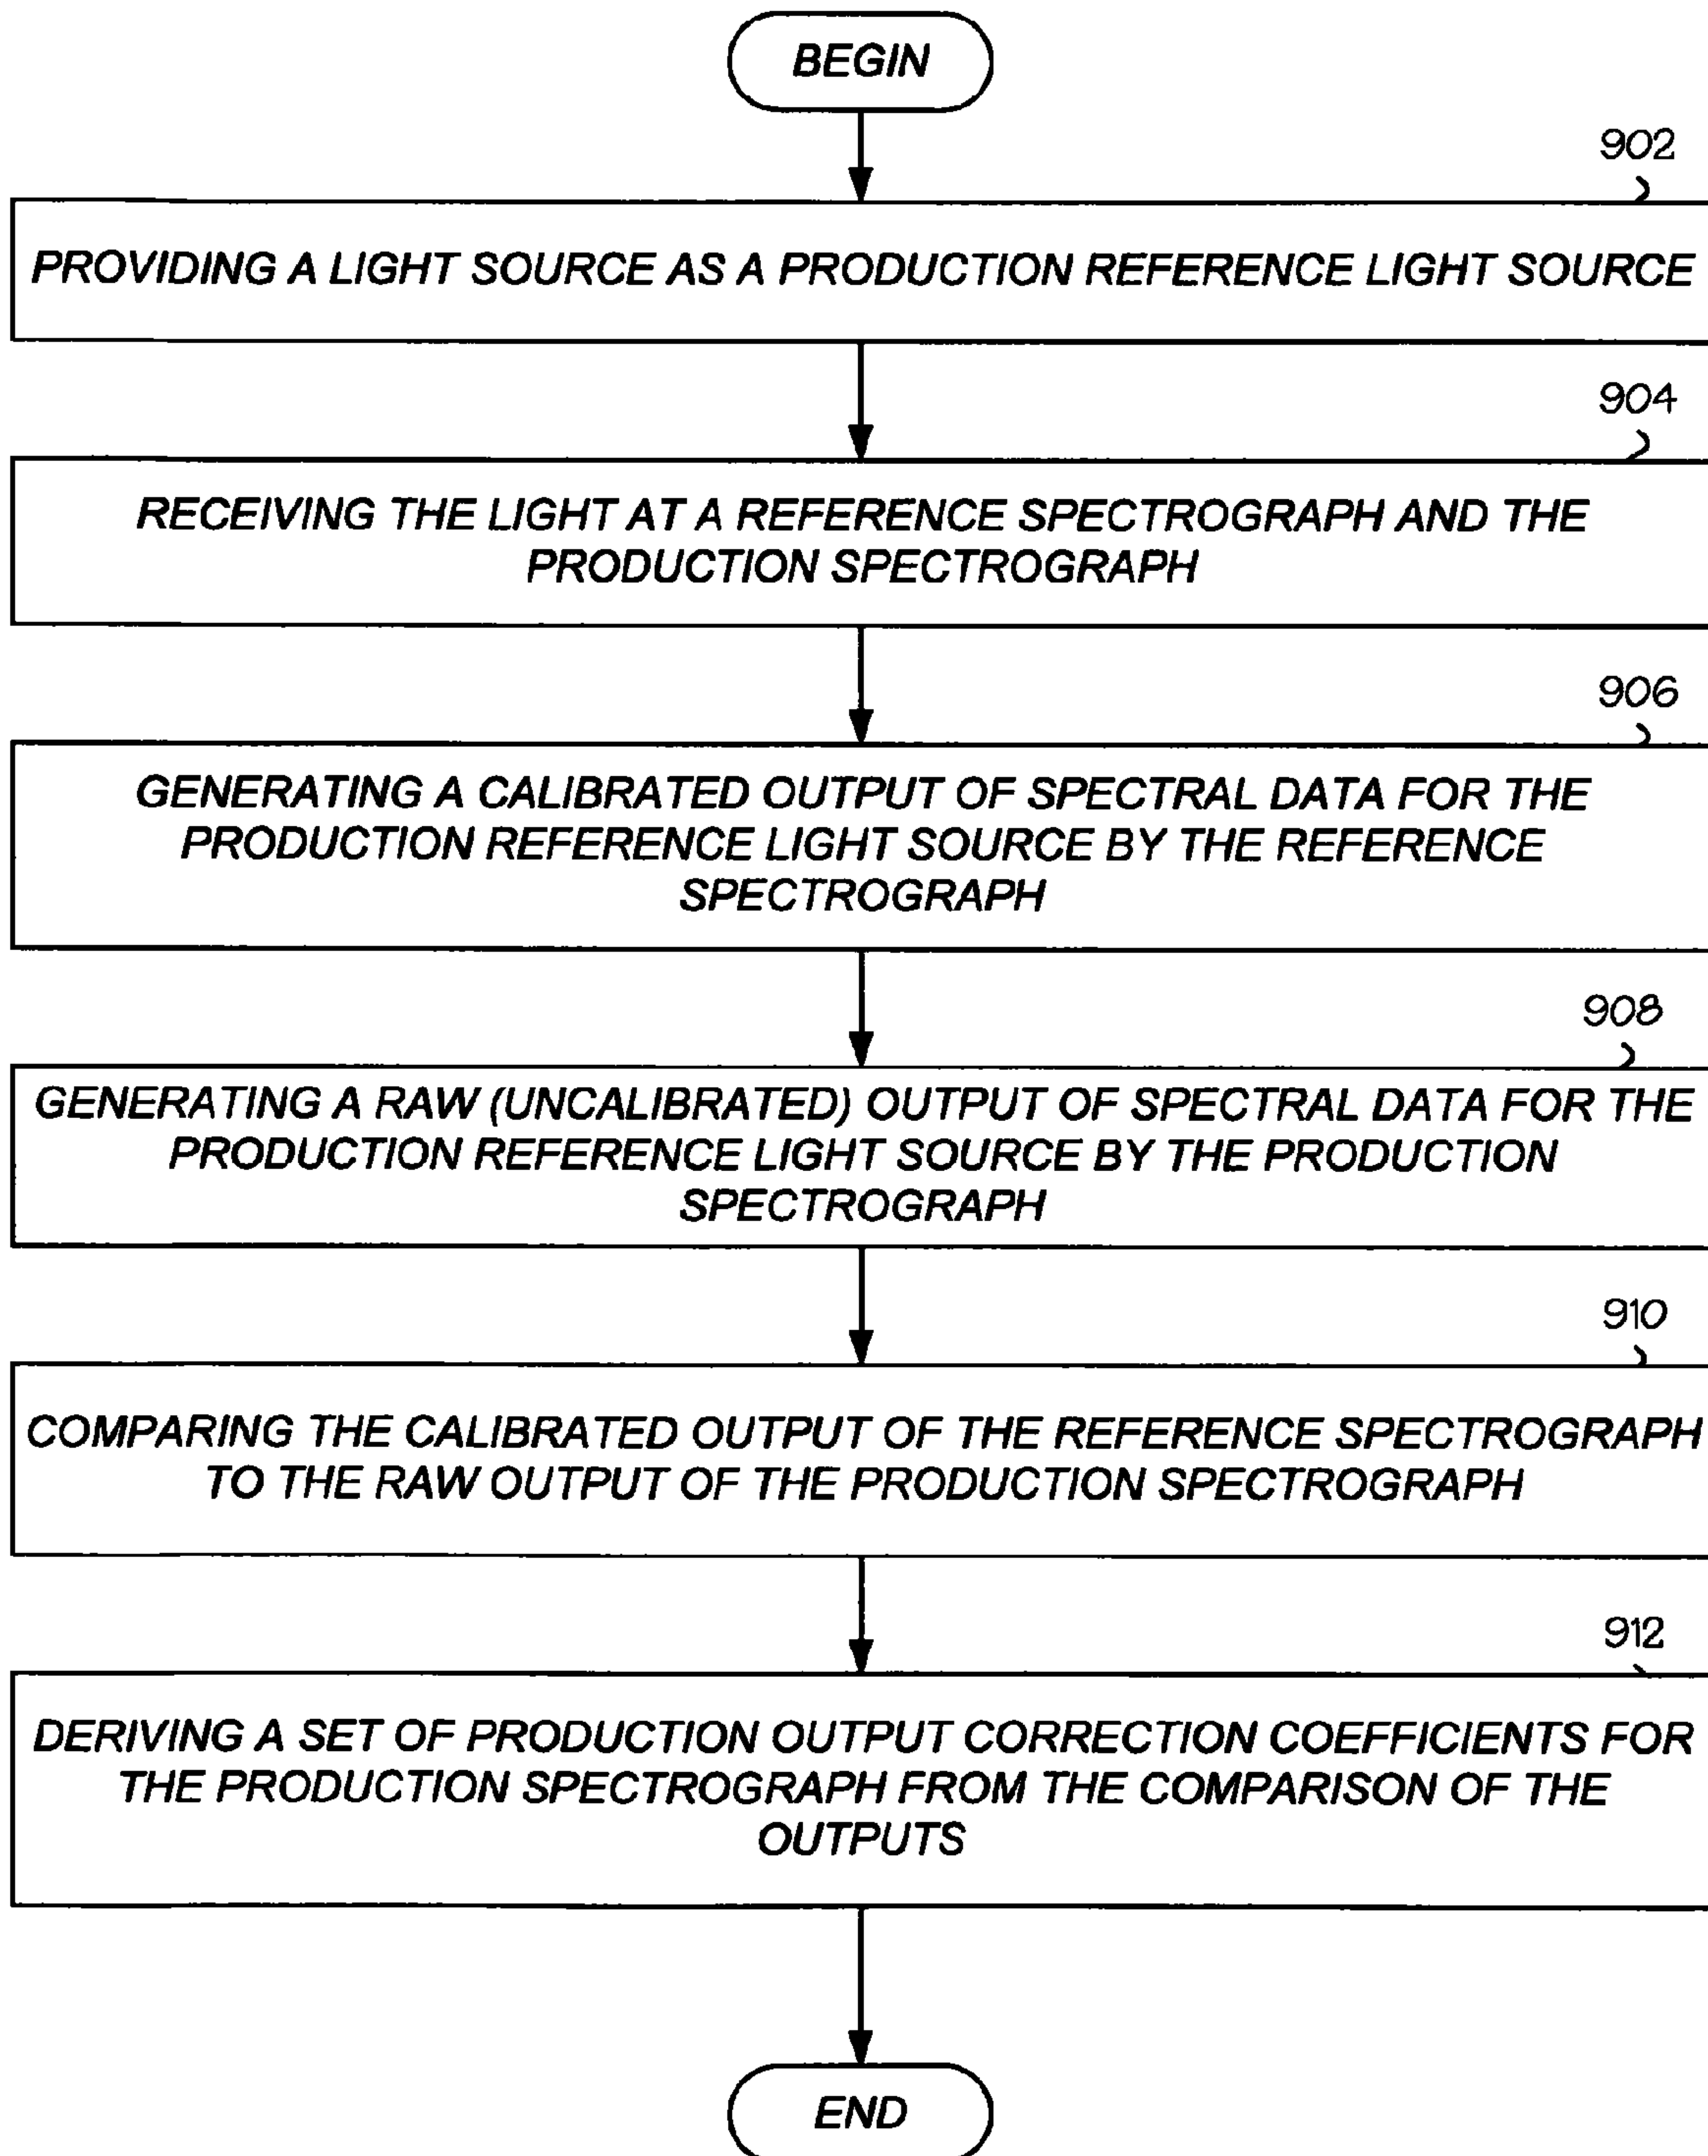 BEGIN
902
PROVIDING A LIGHT SOURCE AS A PRODUCTION REFERENCE LIGHT SOURCE
904
RECEIVING THE LIGHT AT A REFERENCE SPECTROGRAPH AND THE
PRODUCTION SPECTROGRAPH
906
GENERATING A CALIBRATED OUTPUT OF SPECTRAL DATA FOR THE
PRODUCTION REFERENCE LIGHT SOURCE BY THE REFERENCE
SPECTROGRAPH
908
GENERATING A RAW (UNCALIBRATED) OUTPUT OF SPECTRAL DATA FOR THE
PRODUCTION REFERENCE LIGHT SOURCE BY THE PRODUCTION
SPECTROGRAPH
910
COMPARING THE CALIBRATED OUTPUT OF THE REFERENCE SPECTROGRAPH
TO THE RAW OUTPUT OF THE PRODUCTION SPECTROGRAPH
912
DERIVING A SET OF PRODUCTION OUTPUT CORRECTION COEFFICIENTS FOR
THE PRODUCTION SPECTROGRAPH FROM THE COMPARISON OF THE
OUTPUTS
END